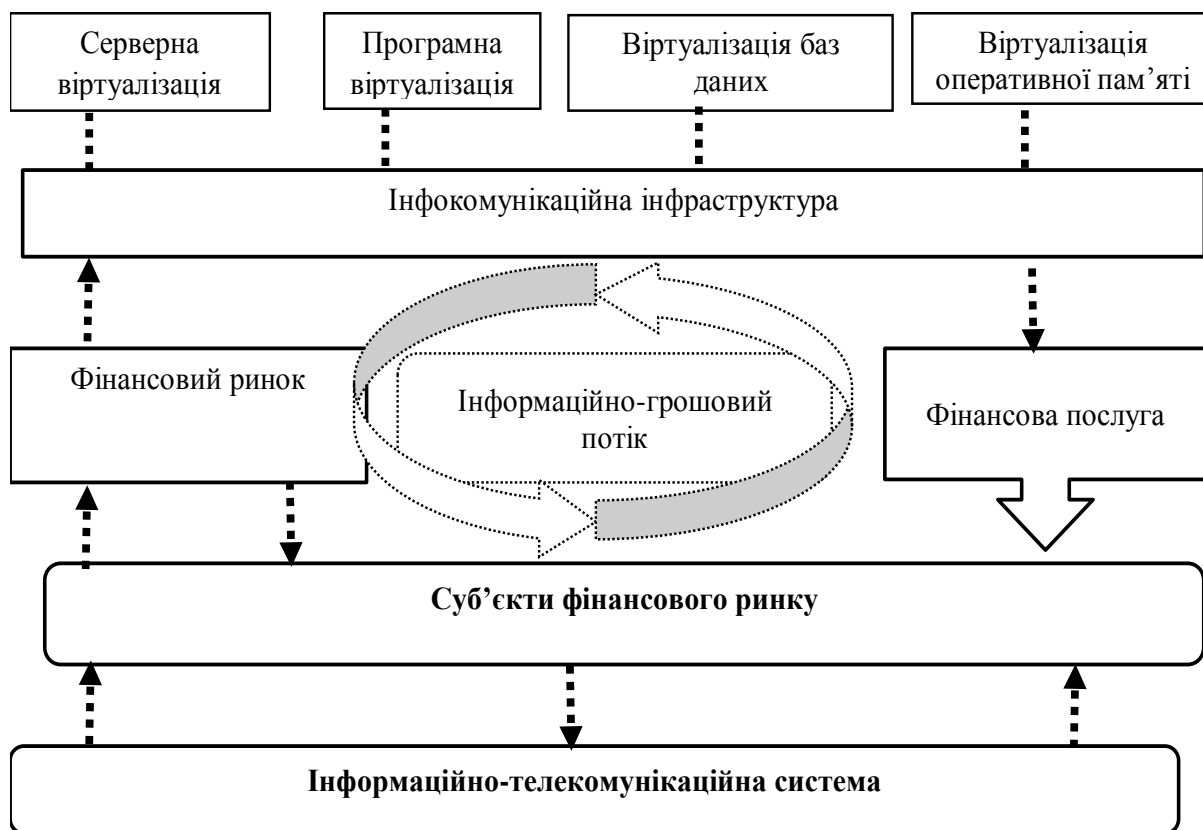 Серверна
віртуалізація
Програмна
віртуалізація
Віртуалізація баз
даних
Віртуалізація
оперативної пам’яті
Інфокомунікаційна інфраструктура
Фінансовий ринок
Інформаційно-грошовий
потік
Фінансова послуга
Суб’єкти фінансового ринку
Інформаційно-телекомунікаційна система